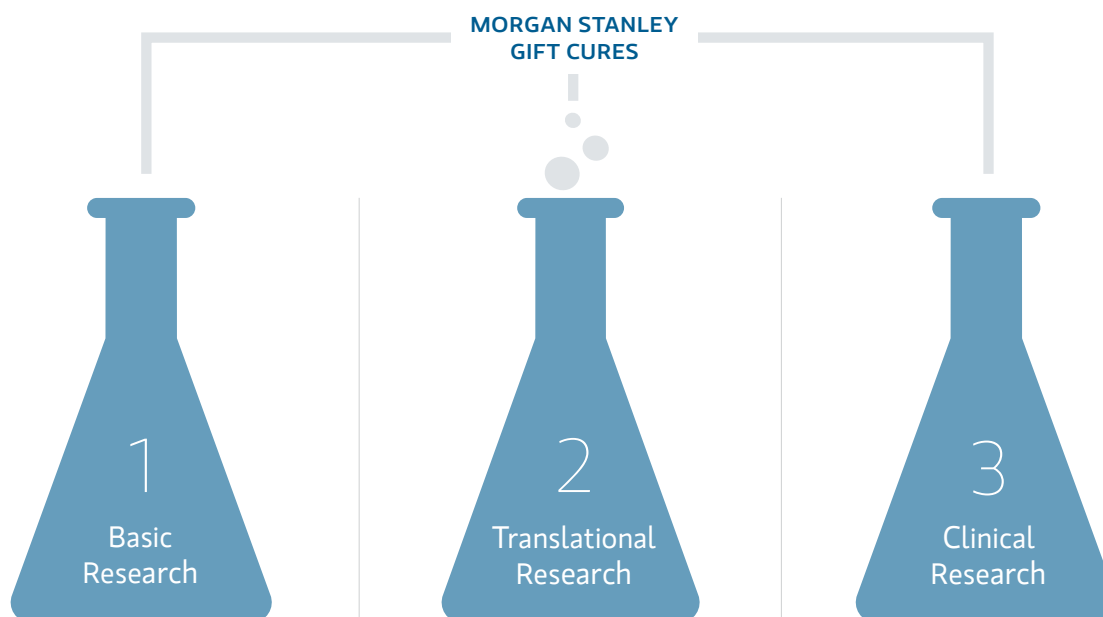 MORGAN STANLEY
GIFT CURES
1
Basic
Research
2
Translational
Research
3
Clinical
Research